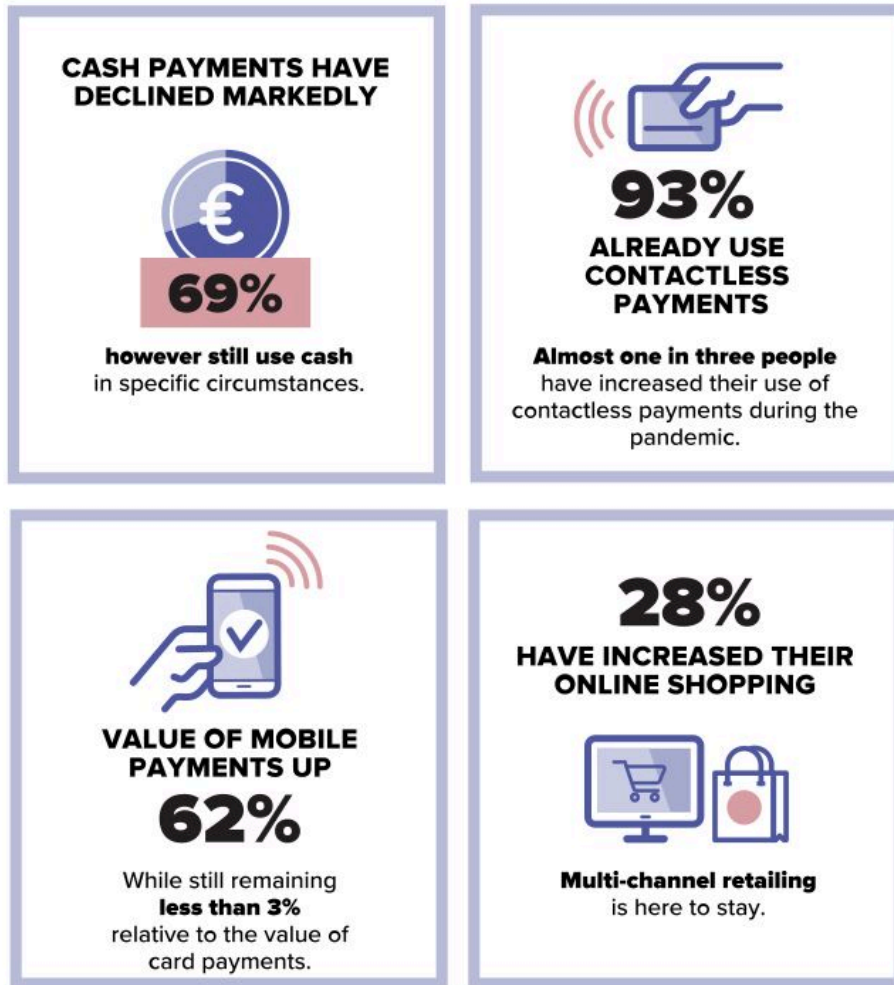 CASH PAYMENTS HAVE
DECLINED MARKEDLY
€
69%
however still use cash
in specific circumstances.
93%
ALREADY USE
CONTACTLESS
PAYMENTS
Almost one in three people
have increased their use of
contactless payments during the
pandemic.
VALUE OF MOBILE
PAYMENTS UP
62%
While still remaining
less than 3%
relative to the value of
card payments.
28%
HAVE INCREASED THEIR
ONLINE SHOPPING
Multi-channel retailing
is here to stay.